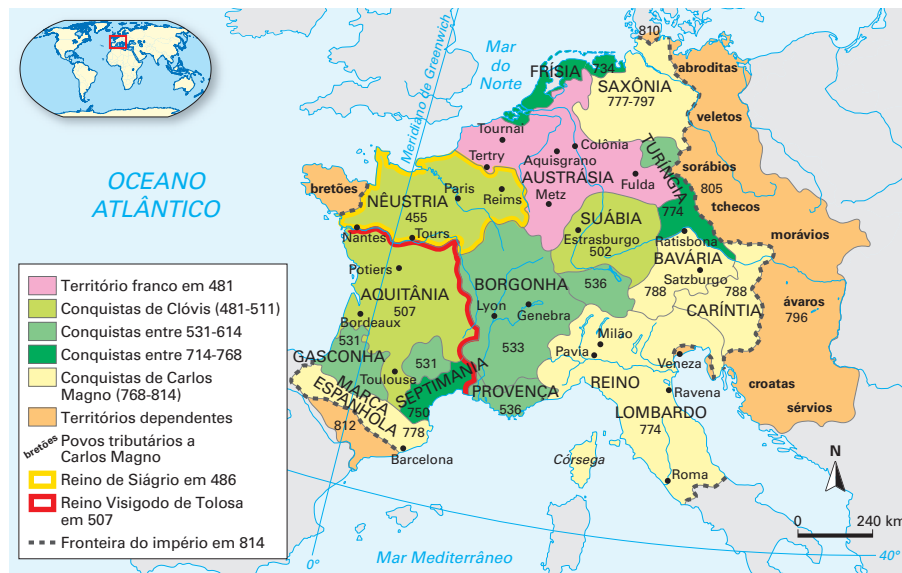 810
Mar
do
Norte
Meridiano de Greenwich
FRÍSIA
734
SAXÔNIA
777-797
abroditas
veletos
sorábios
805
tchecos
morávios
ávaros
796
croatas
sérvios
OCEANO
ATLÂNTICO
Tournal
Tertry
Colônia
Aquisgrano
AUSTRÁSIA
Metz
Fulda
TURÍNGIA
774
bretões
NÊUSTRIA
455
Paris
Reims
Nantes
Tours
SUÁBIA
Estrasburgo
502
Ratisbona
BAVÁRIA
Satzburgo
788
788
CARÍNTIA
Potiers
AQUITÂNIA
507
Bordeaux
531
BORGONHA
536
Lyon
Genebra
533
GASCONHA
531
Toulouse
SEPTIMANIA
750
PROVENÇA
536
MARCA
ESPANHOLA
778
812
Barcelona
Milão
Pavia
Veneza
REINO
LOMBARDO
774
Ravena
Roma
Córsega
Mar Mediterrâneo
0°
40°
N
0
240 km
Território franco em 481
Conquistas de Clóvis (481-511)
Conquistas entre 531-614
Conquistas entre 714-768
Conquistas de Carlos
Magno (768-814)
Territórios dependentes
bretões
Povos tributários a
Carlos Magno
Reino de Siágrio em 486
Reino Visigodo de Tolosa
em 507
Fronteira do império em 814